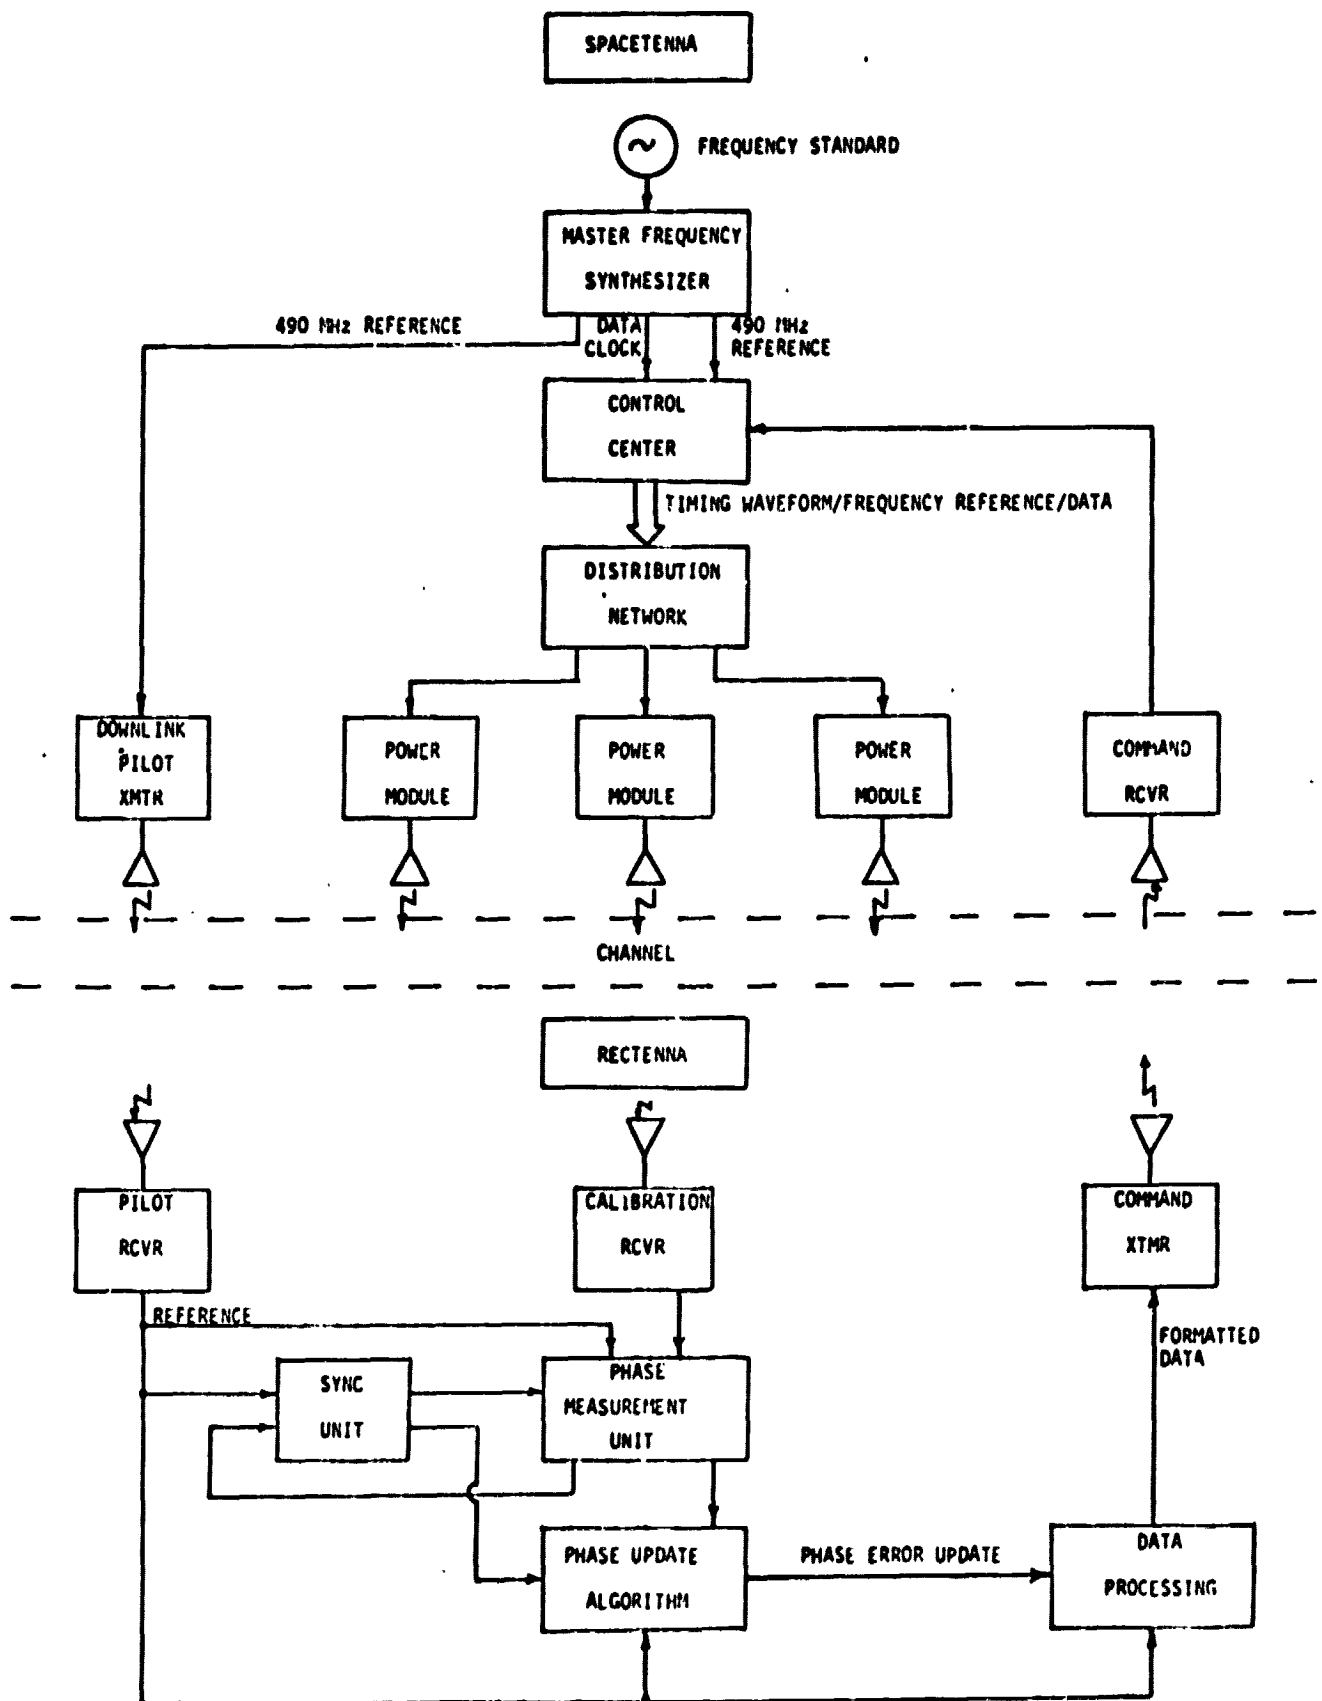 SPACETENNA
FREQUENCY STANDARD
MASTER FREQUENCY
SYNTHESIZER
490 MHz REFERENCE
DATA
CLOCK
490 MHz
REFERENCE
CONTROL
CENTER
TIMING WAVEFORM/FREQUENCY REFERENCE/DATA
DISTRIBUTION
NETWORK
DOWNLINK
PILOT
XMTR
POWER
MODULE
POWER
MODULE
POWER
MODULE
COMMAND
RCVR
CHANNEL
RECTENNA
PILOT
RCVR
CALIBRATION
RCVR
COMMAND
XTMR
REFERENCE
FORMATTED
DATA
SYNC
UNIT
PHASE
MEASUREMENT
UNIT
PHASE UPDATE
ALGORITHM
PHASE ERROR UPDATE
DATA
PROCESSING